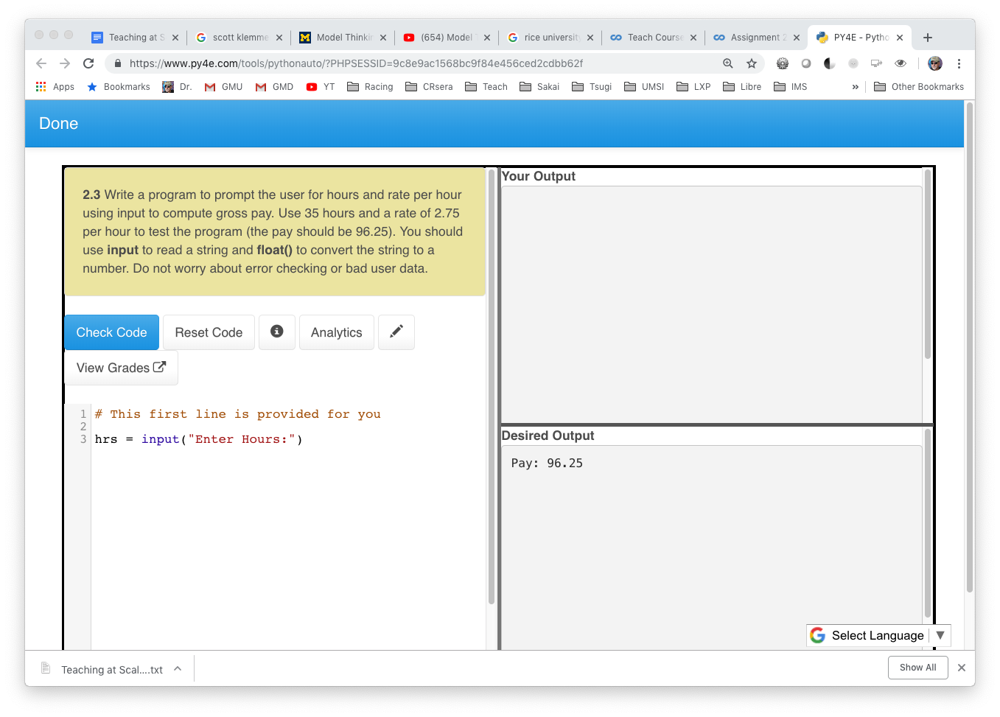 Teaching at S
scott klemme
Model Thinki
(654) Model
rice university
Teach Course
Assignment 2
PY4E - Pytho
https://www.py4e.com/tools/pythonauto/?PHPSESSID=9c8e9ac1568bc9f84e456ced2cdbb62f
Apps Bookmarks Dr. GMU GMD YT Racing CRsera Teach Sakai Tsugi UMSI LXP Libre IMS » Other Bookmarks
Done
2.3 Write a program to prompt the user for hours and rate per hour
using input to compute gross pay. Use 35 hours and a rate of 2.75
per hour to test the program (the pay should be 96.25). You should
use input to read a string and float() to convert the string to a
number. Do not worry about error checking or bad user data.
Check Code Reset Code Analytics
View Grades
1 # This first line is provided for you
2
3 hrs = input("Enter Hours:")
Your Output
Desired Output
Pay: 96.25
Select Language
Teaching at Scal....txt
Show All